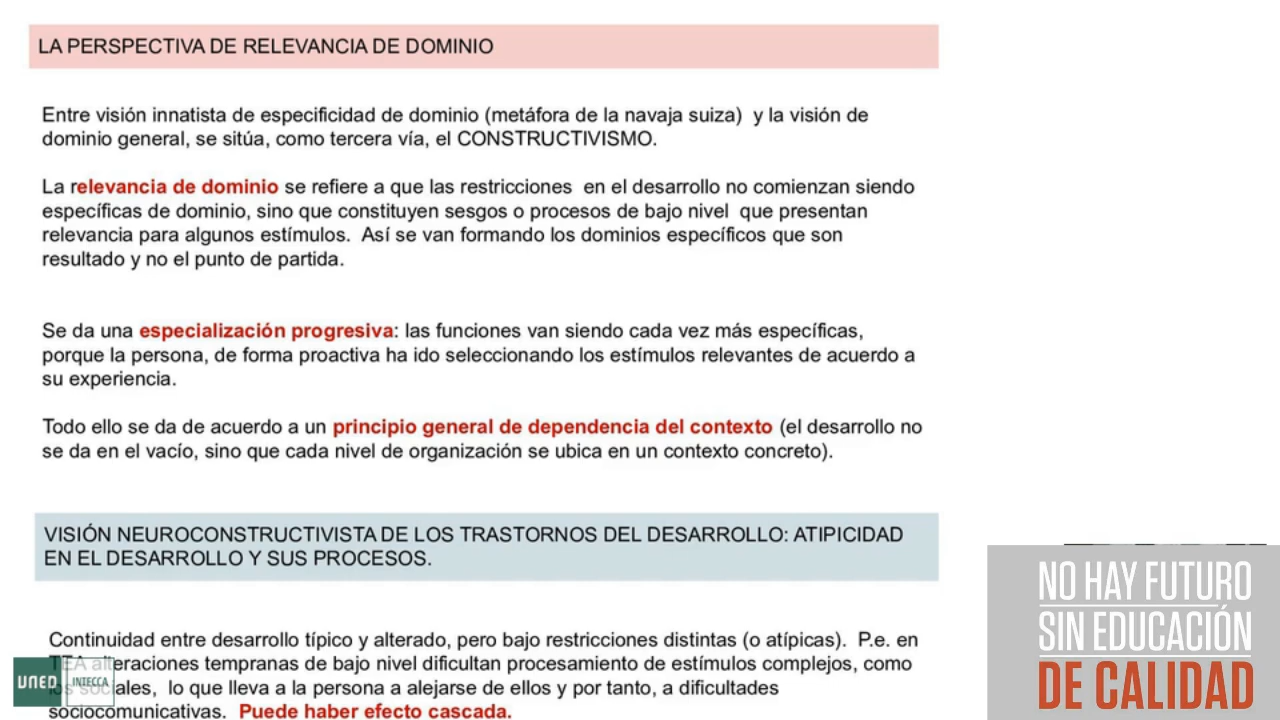 LA PERSPECTIVA DE RELEVANCIA DE DOMINIO
Entre visión innatista de especificidad de dominio (metáfora de la navaja suiza) y la visión de
dominio general, se sitúa, como tercera vía, el CONSTRUCTIVISMO.
La relevancia de dominio se refiere a que las restricciones en el desarrollo no comienzan siendo
específicas de dominio, sino que constituyen sesgos o procesos de bajo nivel que presentan
relevancia para algunos estímulos. Así se van formando los dominios específicos que son
resultado y no el punto de partida.
Se da una especialización progresiva: las funciones van siendo cada vez más específicas,
porque la persona, de forma proactiva ha ido seleccionando los estímulos relevantes de acuerdo a
su experiencia.
Todo ello se da de acuerdo a un principio general de dependencia del contexto (el desarrollo no
se da en el vacío, sino que cada nivel de organización se ubica en un contexto concreto).
VISIÓN NEUROCONSTRUCTIVISTA DE LOS TRASTORNOS DEL DESARROLLO: ATIPICIDAD
EN EL DESARROLLO Y SUS PROCESOS.
Continuidad entre desarrollo típico y alterado, pero bajo restricciones distintas (o atípicas). P.e. en
TEA alteraciones tempranas de bajo nivel dificultan procesamiento de estímulos complejos, como
los sociales, lo que lleva a la persona a alejarse de ellos y por tanto, a dificultades
sociocomunicativas. Puede haber efecto cascada.
UNED
INTECCA
NO HAY FUTURO
SIN EDUCACIÓN
DE CALIDAD